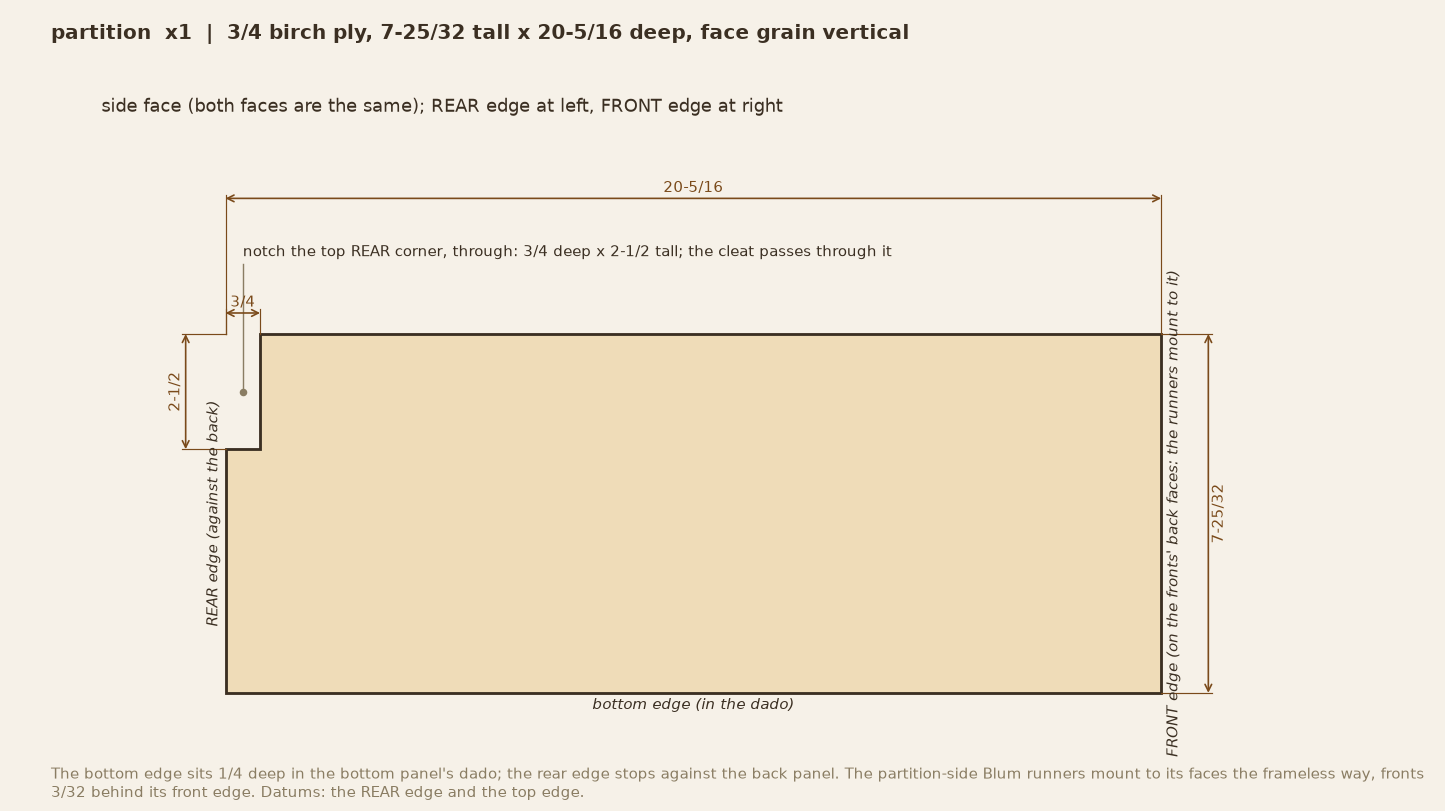 partition  x1  |  3/4 birch ply, 7-25/32 tall x 20-5/16 deep, face grain vertical
side face (both faces are the same); REAR edge at left, FRONT edge at right
20-5/16
notch the top REAR corner, through: 3/4 deep x 2-1/2 tall; the cleat passes through it
3/4
2-1/2
REAR edge (against the back)
FRONT edge (on the fronts' back faces: the runners mount to it)
7-25/32
bottom edge (in the dado)
The bottom edge sits 1/4 deep in the bottom panel's dado; the rear edge stops against the back panel. The partition-side Blum runners mount to its faces the frameless way, fronts
3/32 behind its front edge. Datums: the REAR edge and the top edge.